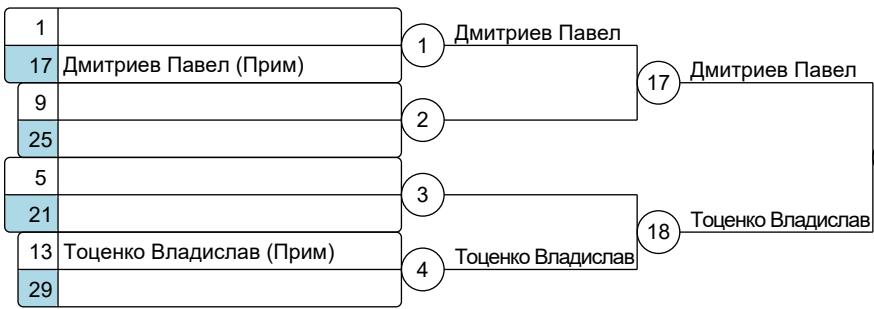 1
17 Дмитриев Павел (Прим)
9
25
5
21
13 Тоценко Владислав (Прим)
29
1
2
3
4
Дмитриев Павел
Тоценко Владислав
17
18
Дмитриев Павел
Тоценко Владислав